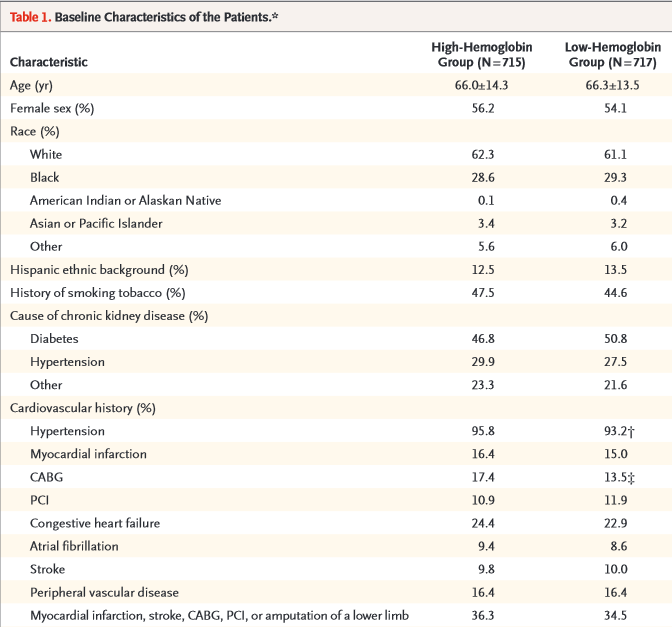 Table 1. Baseline Characteristics of the Patients.*
Characteristic High-Hemoglobin Group (N=715) Low-Hemoglobin Group (N=717)
Age (yr) 66.0±14.3 66.3±13.5
Female sex (%) 56.2 54.1
Race (%)
White 62.3 61.1
Black 28.6 29.3
American Indian or Alaskan Native 0.1 0.4
Asian or Pacific Islander 3.4 3.2
Other 5.6 6.0
Hispanic ethnic background (%) 12.5 13.5
History of smoking tobacco (%) 47.5 44.6
Cause of chronic kidney disease (%)
Diabetes 46.8 50.8
Hypertension 29.9 27.5
Other 23.3 21.6
Cardiovascular history (%)
Hypertension 95.8 93.2†
Myocardial infarction 16.4 15.0
CABG 17.4 13.5‡
PCI 10.9 11.9
Congestive heart failure 24.4 22.9
Atrial fibrillation 9.4 8.6
Stroke 9.8 10.0
Peripheral vascular disease 16.4 16.4
Myocardial infarction, stroke, CABG, PCI, or amputation of a lower limb 36.3 34.5